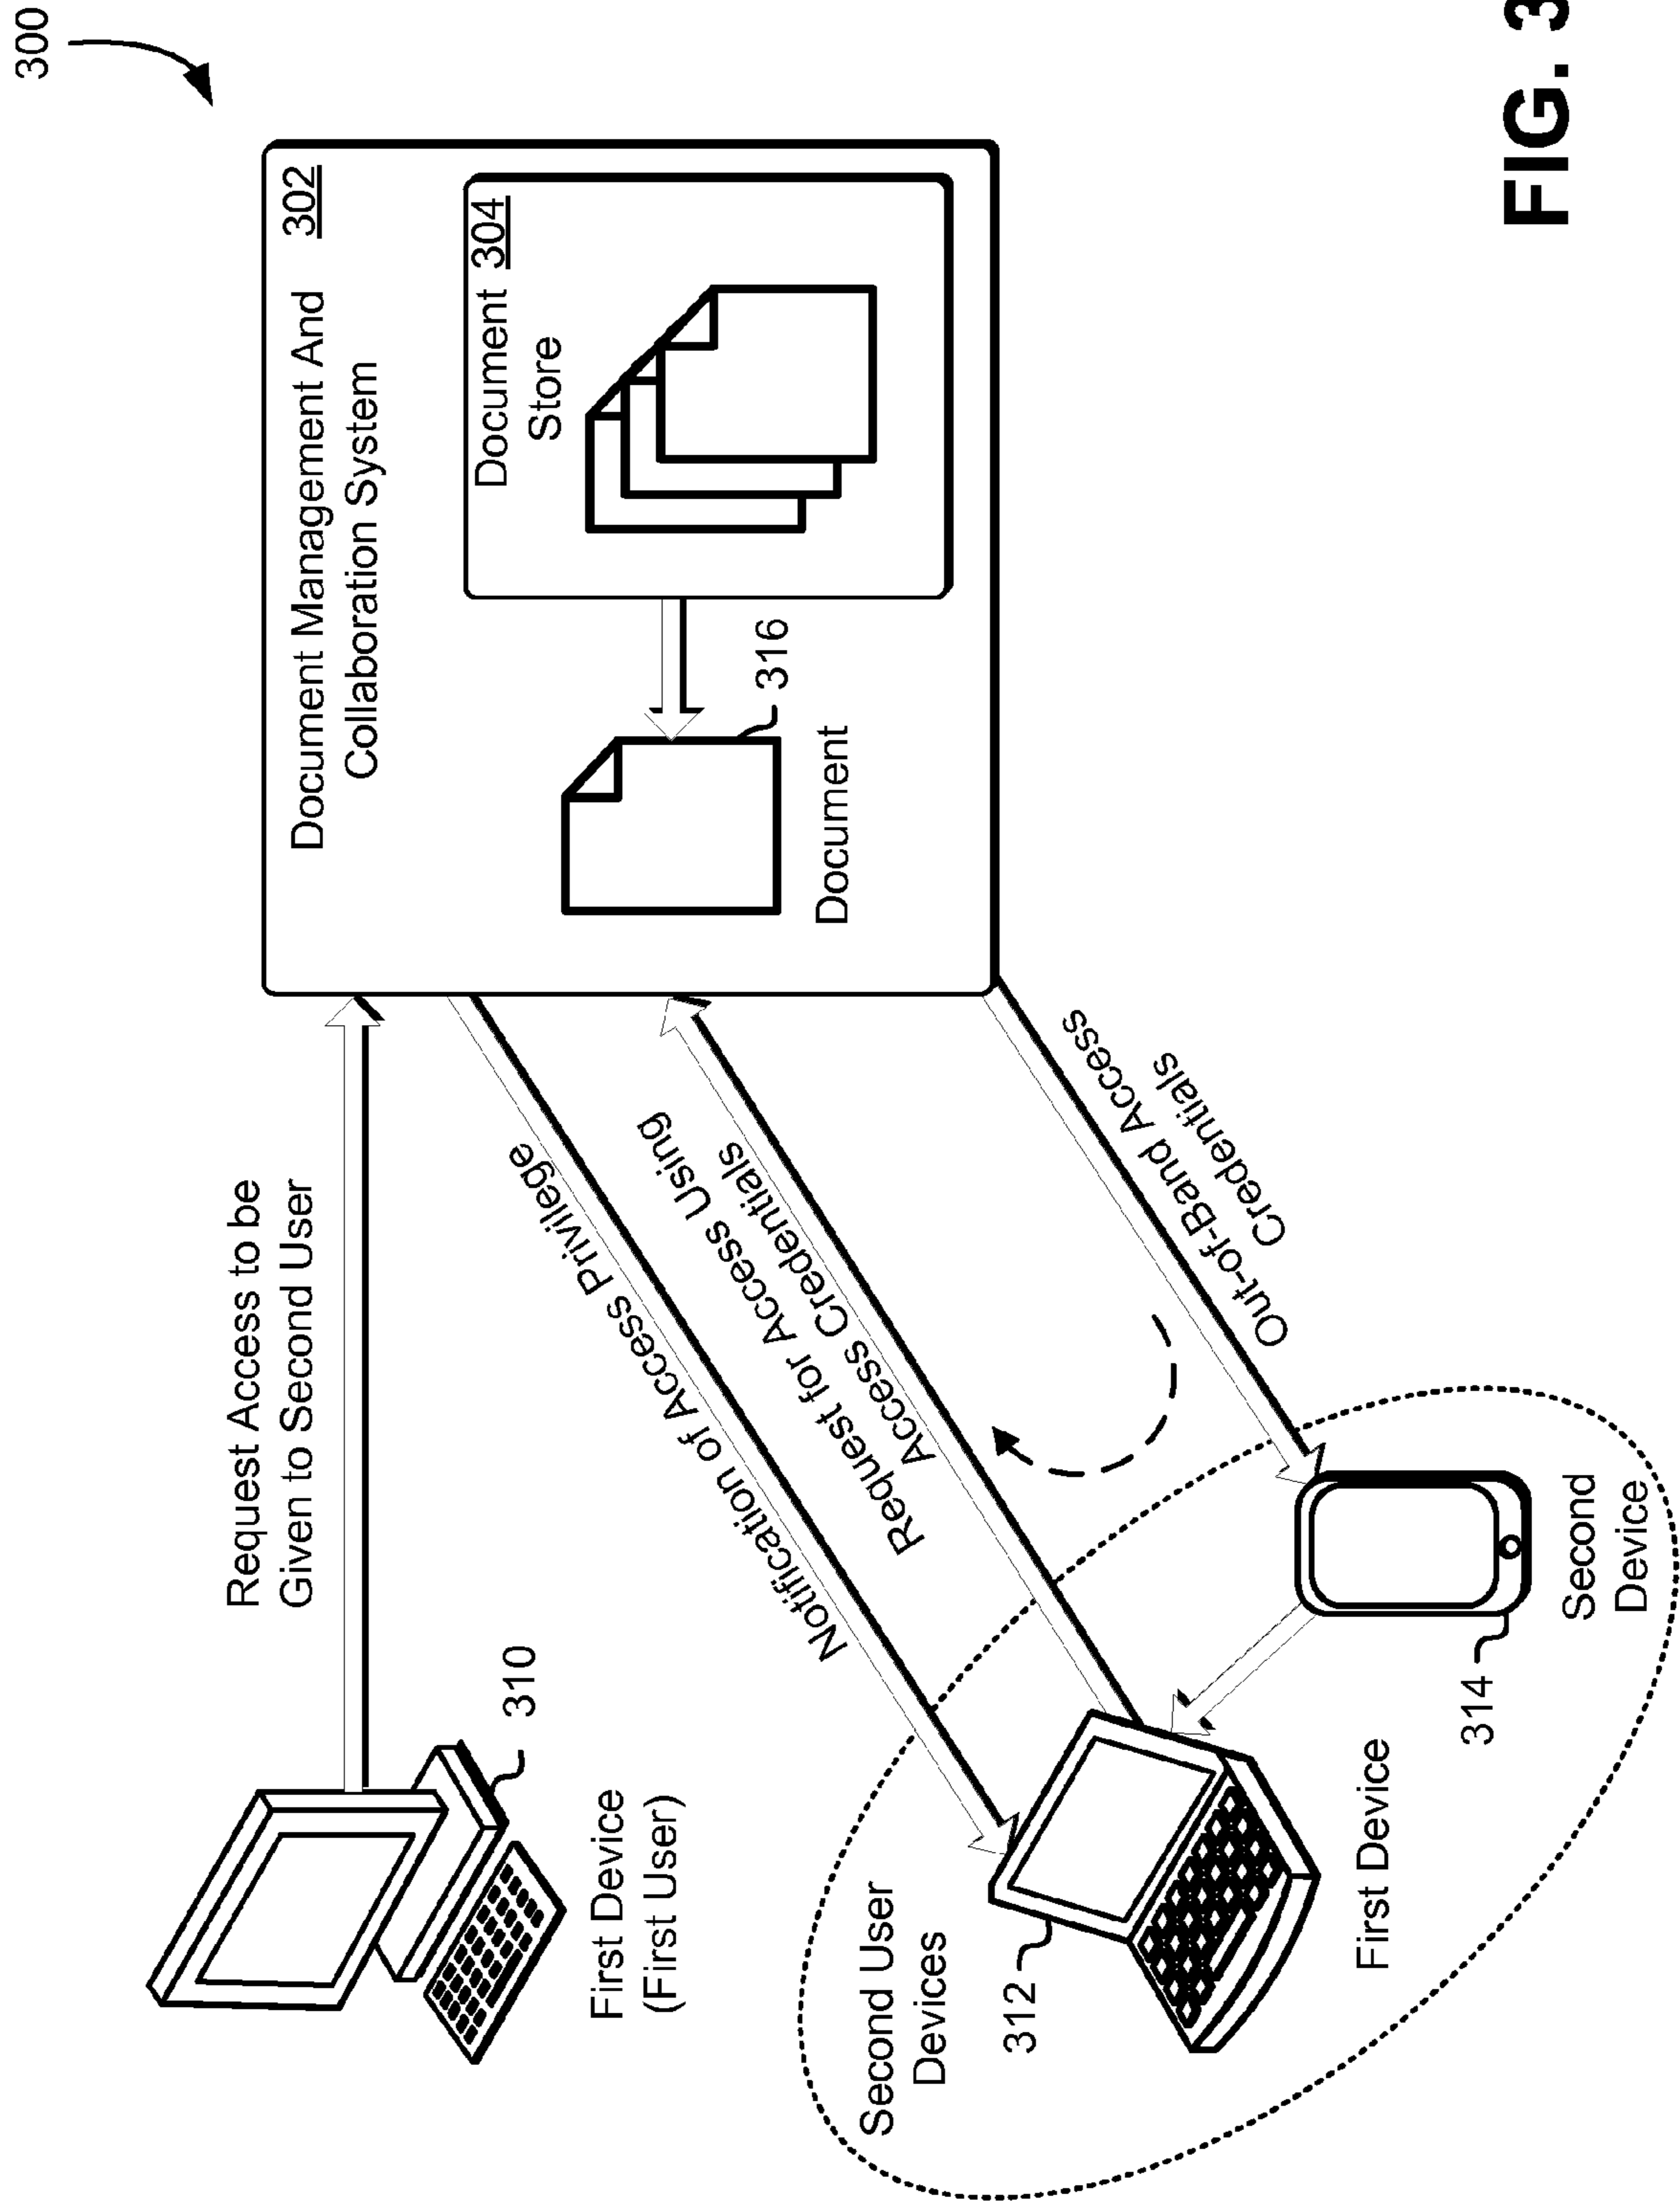 300
Document Management And
Collaboration System
302
Document
Store
304
316
Document
Request Access to be
Given to Second User
310
First Device
(First User)
Notification of Access Privilege
Request for Access Using
Access Credentials
Out-of-Band Access
Credentials
Second User
Devices
312
First Device
314
Second
Device
FIG. 3